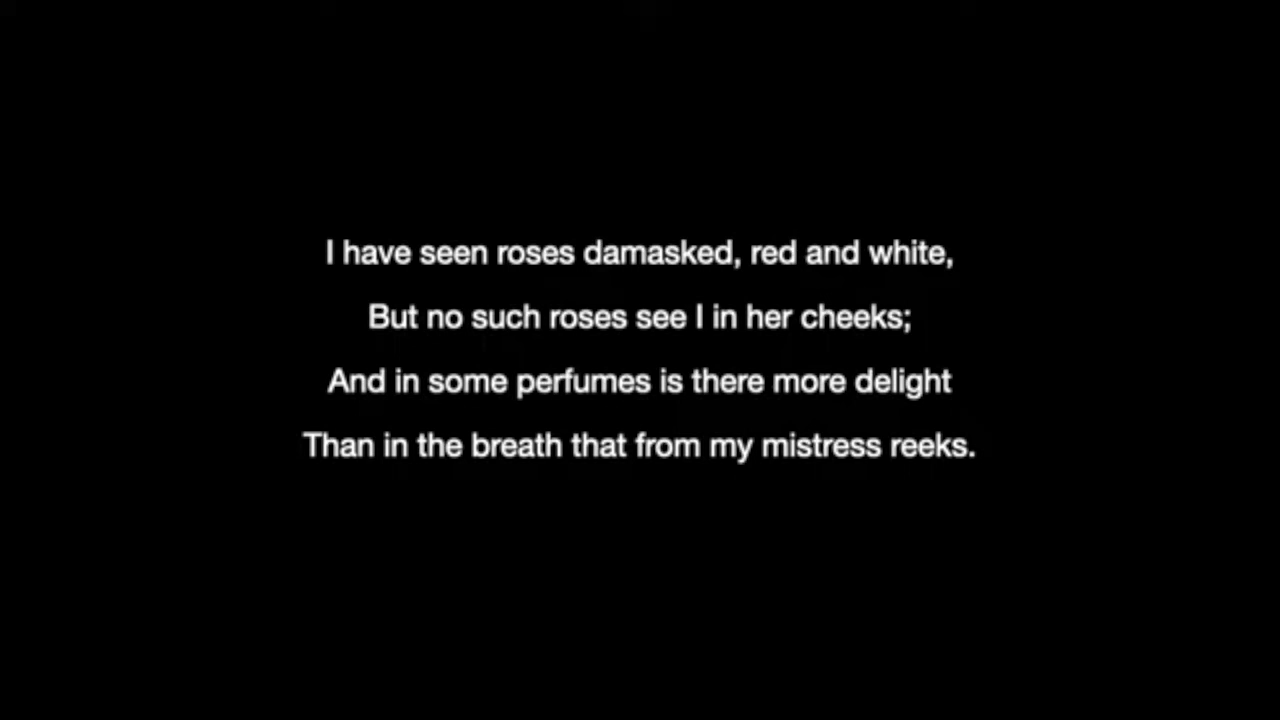 I have seen roses damasked, red and white,
But no such roses see I in her cheeks;
And in some perfumes is there more delight
Than in the breath that from my mistress reeks.